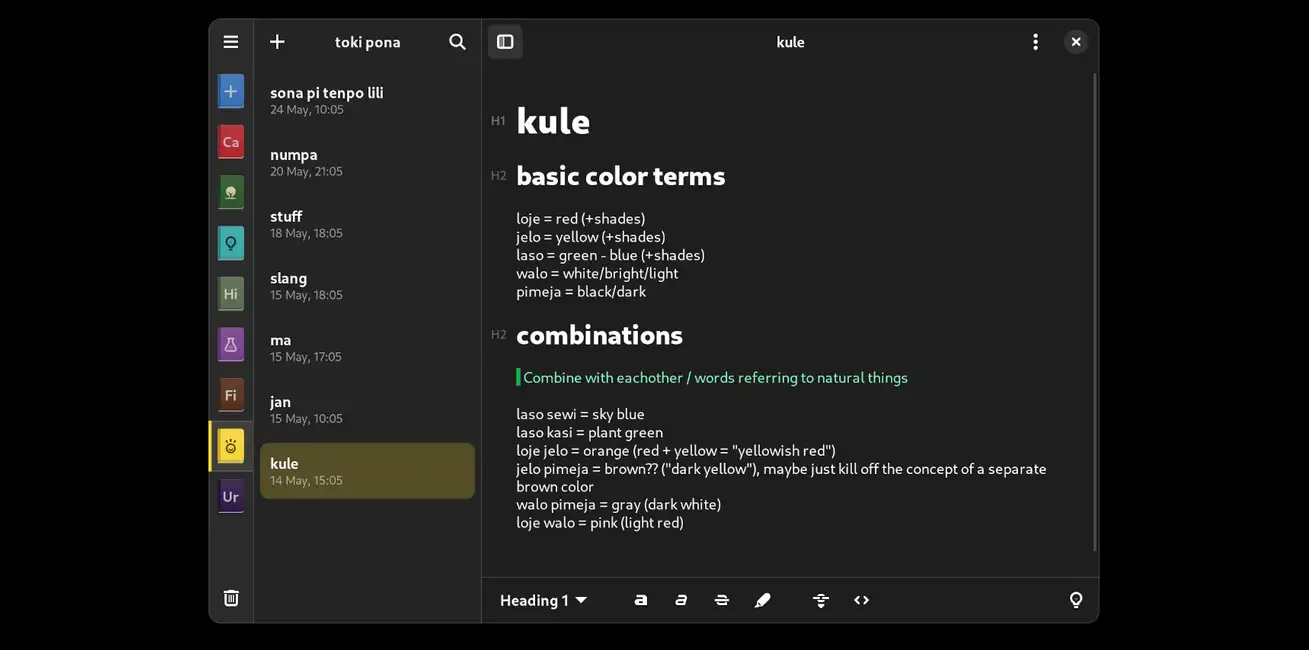 toki pona
kule
Ca
Hi
Fi
Ur
sona pi tenpo lili
24 May, 10:05
numpa
20 May, 21:05
stuff
18 May, 18:05
slang
15 May, 18:05
ma
15 May, 17:05
jan
15 May, 10:05
kule
14 May, 15:05
H1 kule
H2 basic color terms
loje = red (+shades)
jelo = yellow (+shades)
laso = green - blue (+shades)
walo = white/bright/light
pimeja = black/dark
H2 combinations
Combine with eachother / words referring to natural things
laso sewi = sky blue
laso kasi = plant green
loje jelo = orange (red + yellow = "yellowish red")
jelo pimeja = brown?? ("dark yellow"), maybe just kill off the concept of a separate
brown color
walo pimeja = gray (dark white)
loje walo = pink (light red)
Heading 1
a a